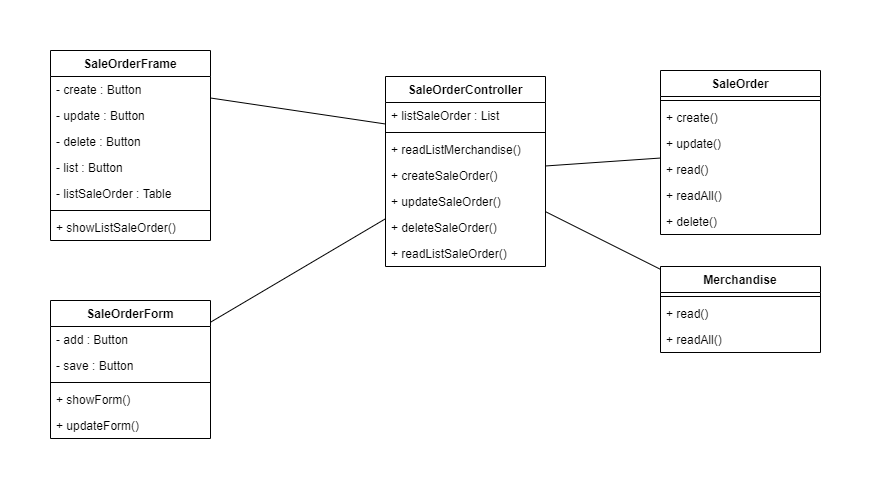 SaleOrderFrame
- create : Button
- update : Button
- delete : Button
- list : Button
- listSaleOrder : Table
+ showListSaleOrder()
SaleOrderForm
- add : Button
- save : Button
+ showForm()
+ updateForm()
SaleOrderController
+ listSaleOrder : List
+ readListMerchandise()
+ createSaleOrder()
+ updateSaleOrder()
+ deleteSaleOrder()
+ readListSaleOrder()
SaleOrder
+ create()
+ update()
+ read()
+ readAll()
+ delete()
Merchandise
+ read()
+ readAll()